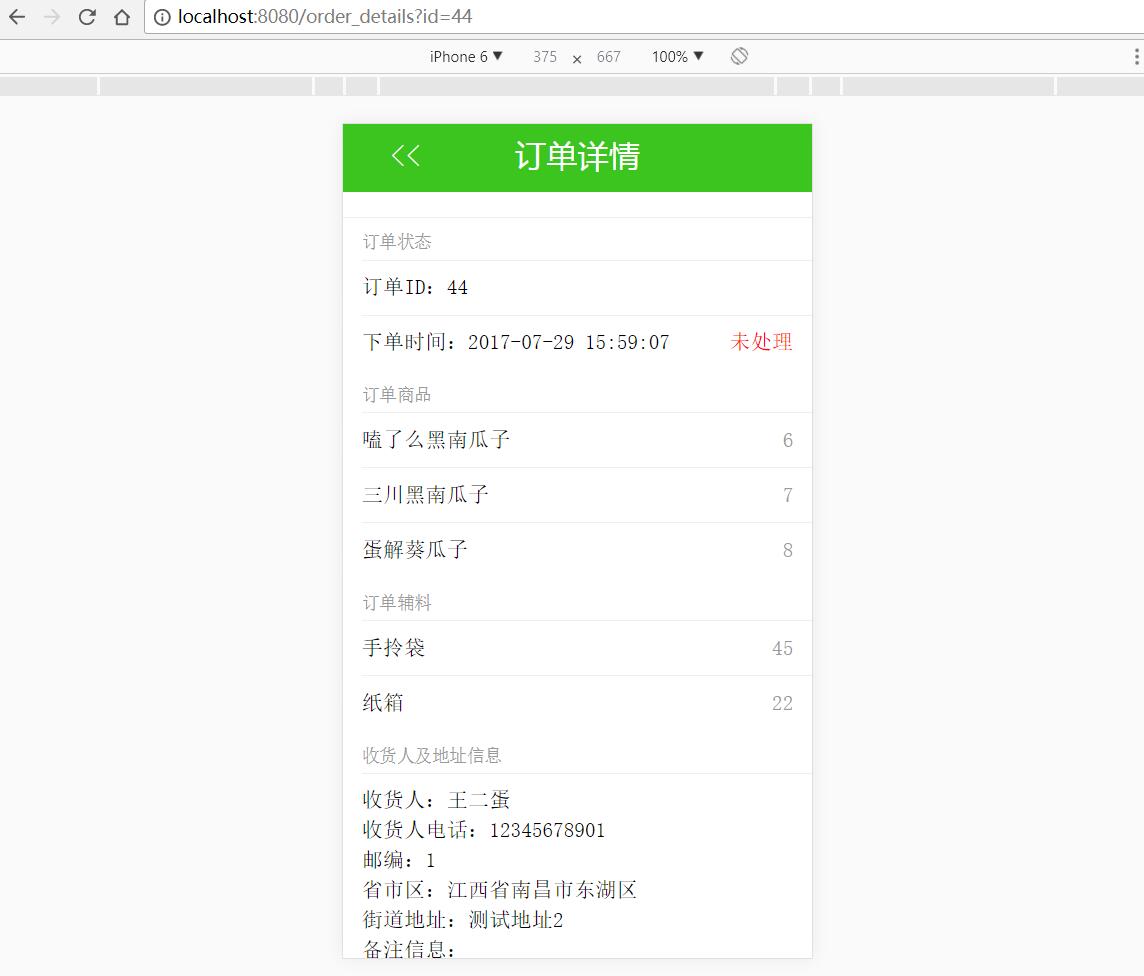 localhost:8080/order_details?id=44
iPhone 6 ▼ 375 × 667 100% ▼
订单详情
订单状态
订单ID：44
下单时间：2017-07-29 15:59:07 未处理
订单商品
嗑了么黑南瓜子 6
三川黑南瓜子 7
蛋解葵瓜子 8
订单辅料
手拎袋 45
纸箱 22
收货人及地址信息
收货人：王二蛋
收货人电话：12345678901
邮编：1
省市区：江西省南昌市东湖区
街道地址：测试地址2
备注信息：